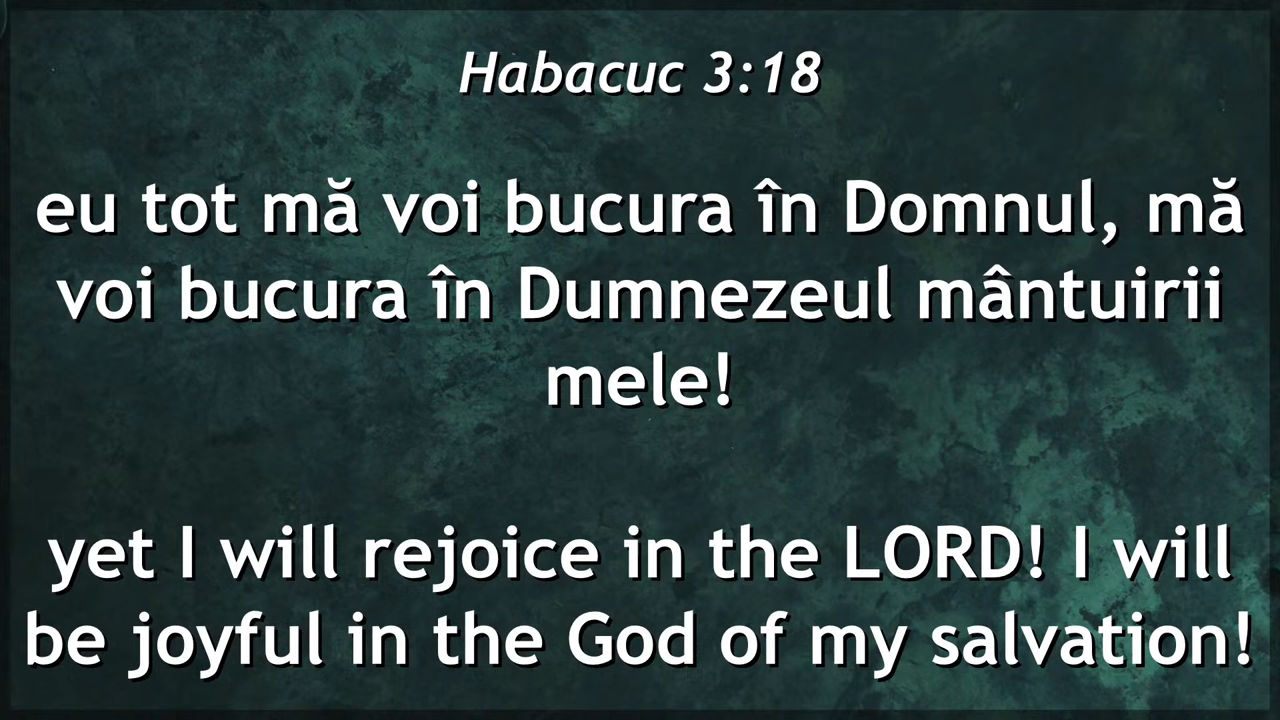 Habacuc 3:18
eu tot mă voi bucura în Domnul, mă
voi bucura în Dumnezeul mântuirii
mele!
yet I will rejoice in the LORD! I will
be joyful in the God of my salvation!